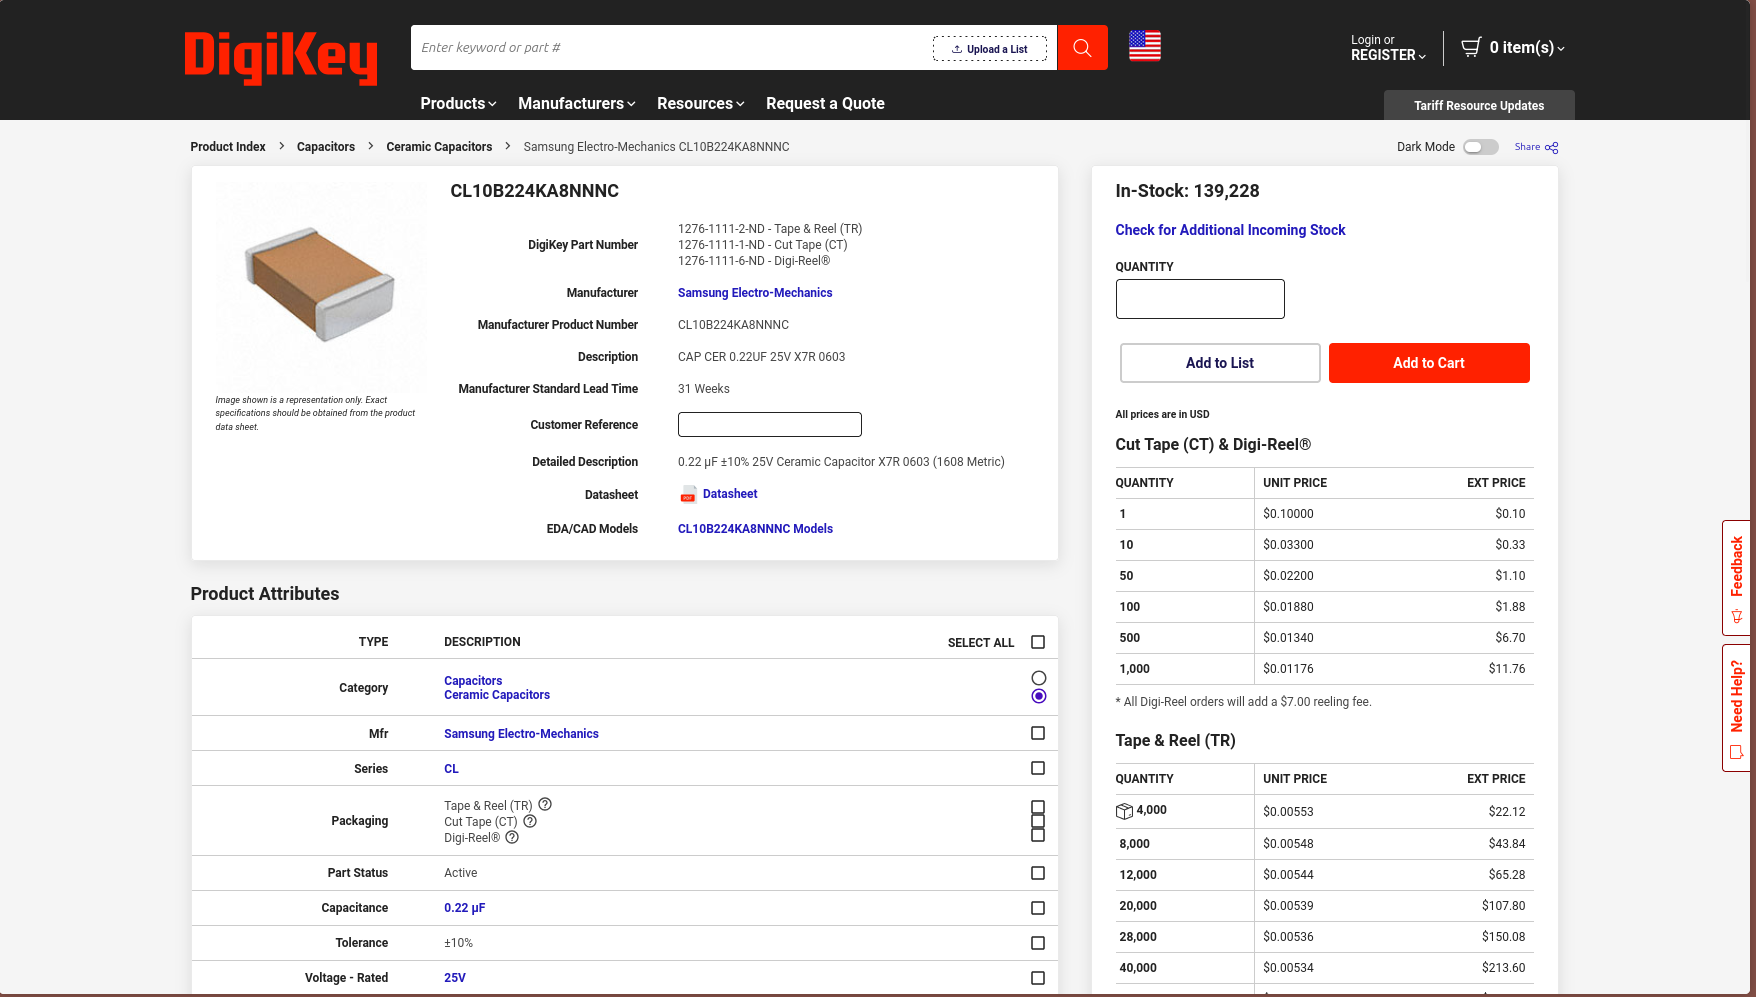 DigiKey
Enter keyword or part #
Upload a List
Login or
REGISTER
0 item(s)
Products
Manufacturers
Resources
Request a Quote
Tariff Resource Updates
Product Index > Capacitors > Ceramic Capacitors > Samsung Electro-Mechanics CL10B224KA8NNNC
Dark Mode
Share
CL10B224KA8NNNC
DigiKey Part Number
1276-1111-2-ND - Tape & Reel (TR)
1276-1111-1-ND - Cut Tape (CT)
1276-1111-6-ND - Digi-Reel®
Manufacturer Samsung Electro-Mechanics
Manufacturer Product Number CL10B224KA8NNNC
Description CAP CER 0.22UF 25V X7R 0603
Manufacturer Standard Lead Time 31 Weeks
Customer Reference
Detailed Description 0.22 µF ±10% 25V Ceramic Capacitor X7R 0603 (1608 Metric)
Datasheet PDF Datasheet
EDA/CAD Models CL10B224KA8NNNC Models
Image shown is a representation only. Exact
specifications should be obtained from the product
data sheet.
Product Attributes
TYPE DESCRIPTION SELECT ALL
Category Capacitors
Ceramic Capacitors
Mfr Samsung Electro-Mechanics
Series CL
Packaging
Tape & Reel (TR)
Cut Tape (CT)
Digi-Reel®
Part Status Active
Capacitance 0.22 µF
Tolerance ±10%
Voltage - Rated 25V
In-Stock: 139,228
Check for Additional Incoming Stock
QUANTITY
Add to List
Add to Cart
All prices are in USD
Cut Tape (CT) & Digi-Reel®
QUANTITY UNIT PRICE EXT PRICE
1 $0.10000 $0.10
10 $0.03300 $0.33
50 $0.02200 $1.10
100 $0.01880 $1.88
500 $0.01340 $6.70
1,000 $0.01176 $11.76
* All Digi-Reel orders will add a $7.00 reeling fee.
Tape & Reel (TR)
QUANTITY UNIT PRICE EXT PRICE
4,000 $0.00553 $22.12
8,000 $0.00548 $43.84
12,000 $0.00544 $65.28
20,000 $0.00539 $107.80
28,000 $0.00536 $150.08
40,000 $0.00534 $213.60
Feedback
Need Help?